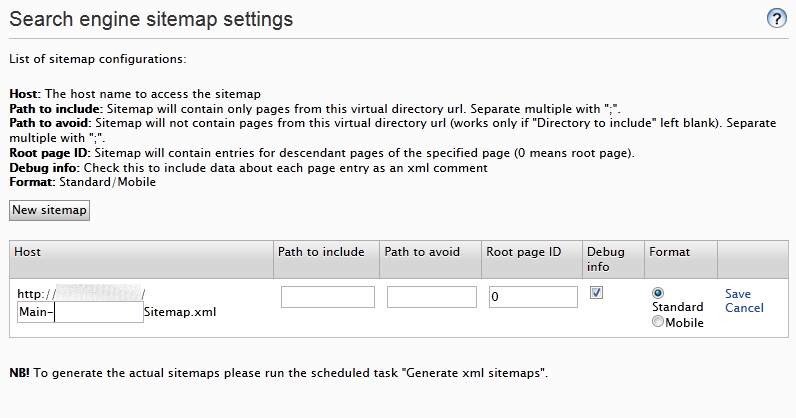 Search engine sitemap settings
?
List of sitemap configurations:
Host: The host name to access the sitemap
Path to include: Sitemap will contain only pages from this virtual directory url. Separate multiple with ";".
Path to avoid: Sitemap will not contain pages from this virtual directory url (works only if "Directory to include" left blank). Separate
multiple with ";".
Root page ID: Sitemap will contain entries for descendant pages of the specified page (0 means root page).
Debug info: Check this to include data about each page entry as an xml comment
Format: Standard/Mobile
New sitemap
Host Path to include Path to avoid Root page ID Debug info Format
http:// /
Main- Sitemap.xml
0
Standard
Mobile
Save
Cancel
NB! To generate the actual sitemaps please run the scheduled task "Generate xml sitemaps".